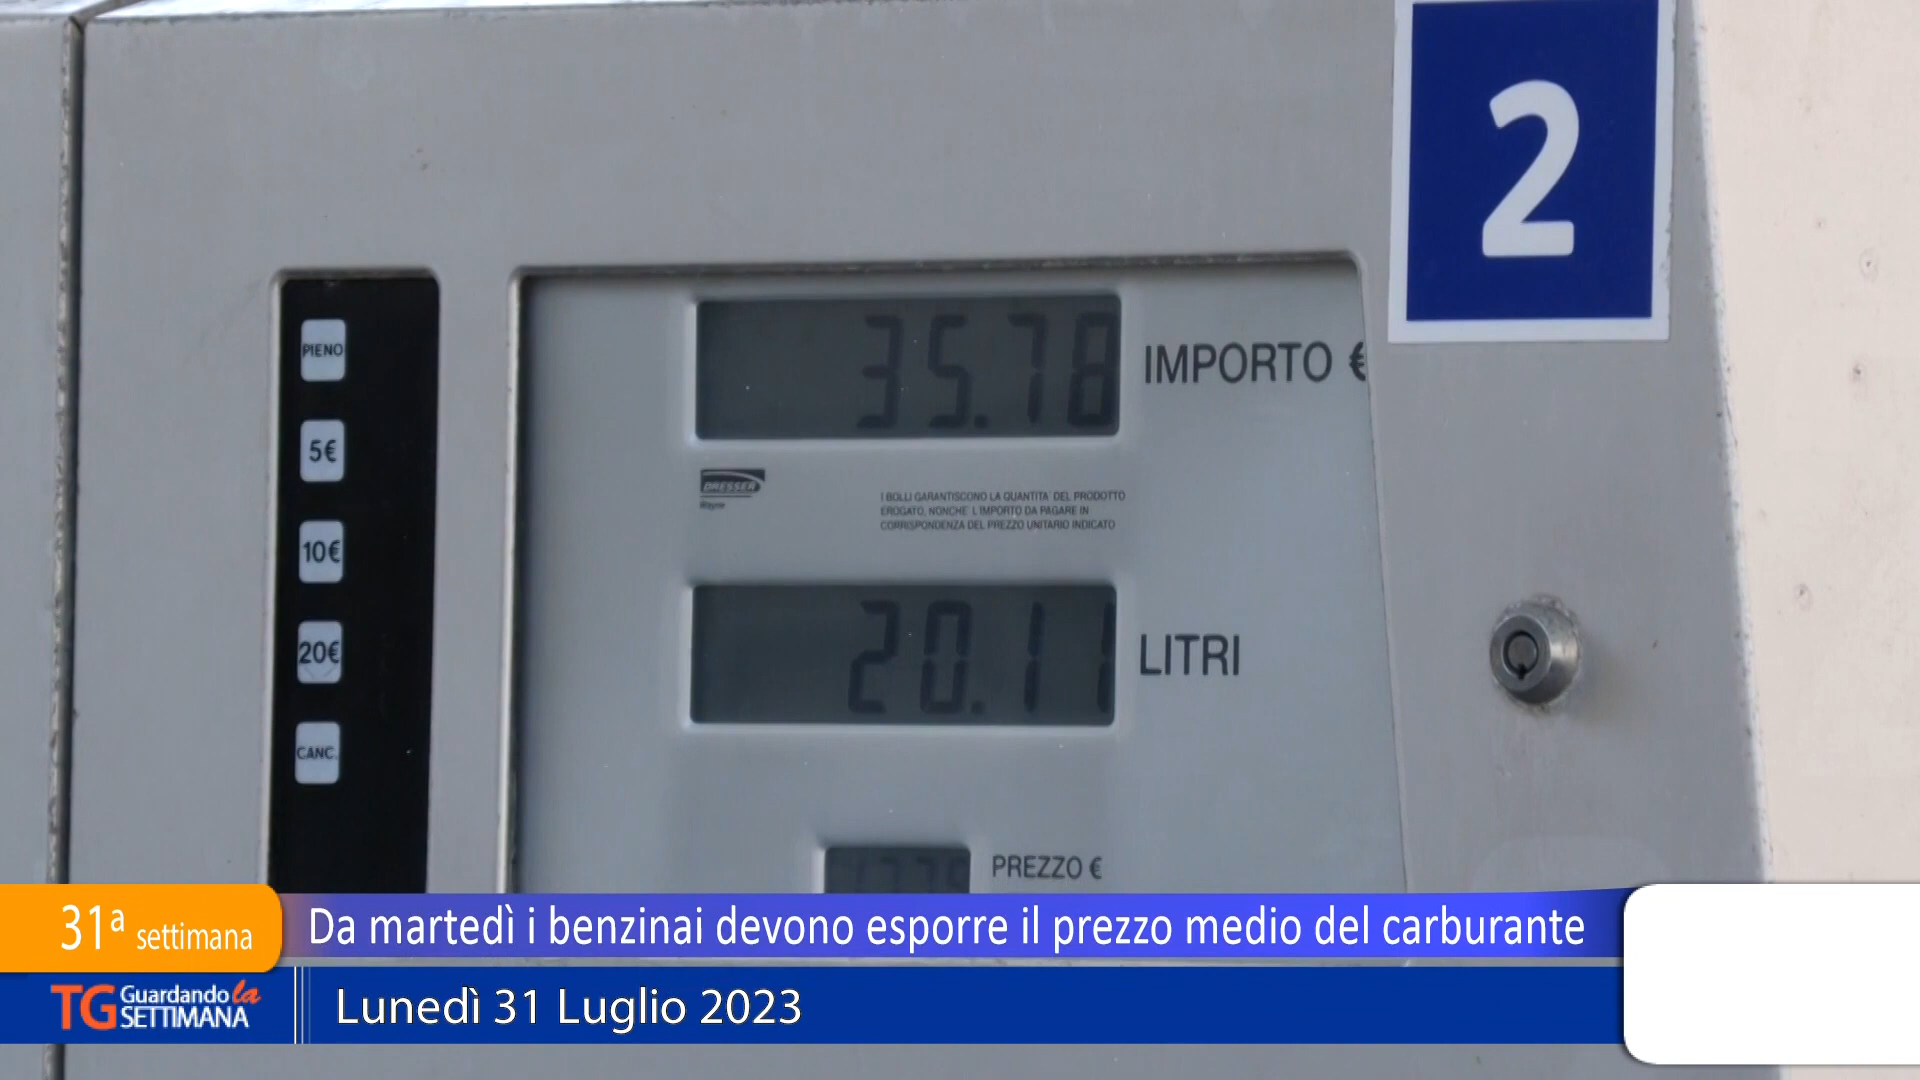 2
PIENO
5€
10€
20€
CANC.
35.78
IMPORTO €
DRESSER
Wayne
I BOLLI GARANTISCONO LA QUANTITA' DEL PRODOTTO
EROGATO, NONCHE' L'IMPORTO DA PAGARE IN
CORRISPONDENZA DEL PREZZO UNITARIO INDICATO
20.11
LITRI
PREZZO €
31ª settimana
Da martedì i benzinai devono esporre il prezzo medio del carburante
TG Guardando la
SETTIMANA
Lunedì 31 Luglio 2023